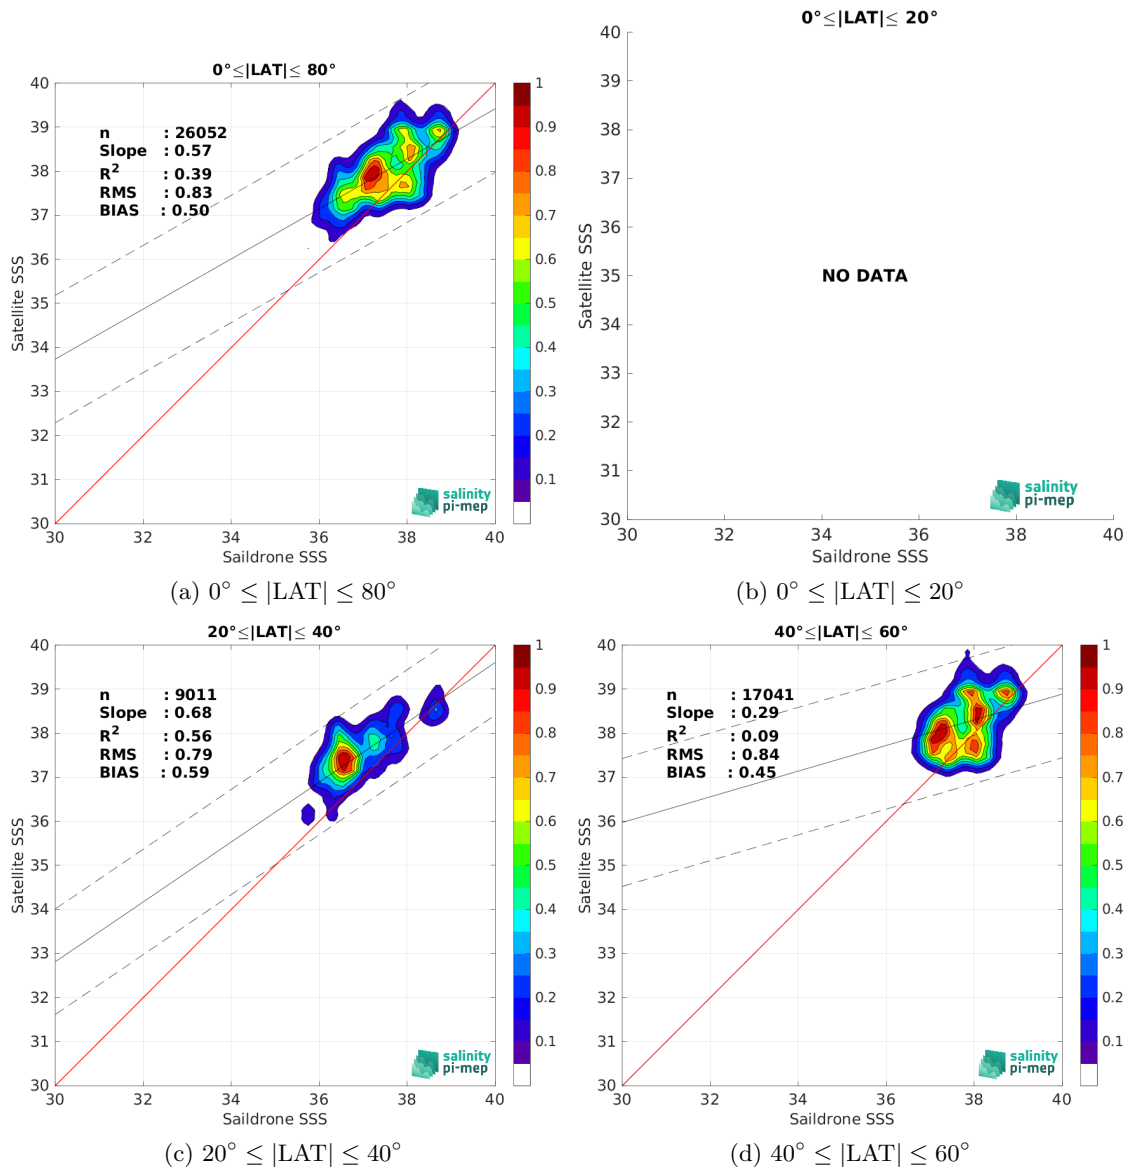 0°≤|LAT|≤ 80°
n : 26052
Slope : 0.57
R² : 0.39
RMS : 0.83
BIAS : 0.50
40
39
38
37
36
35
34
33
32
31
30
30 32 34 36 38 40
Satellite SSS
Saildrone SSS
1
0.9
0.8
0.7
0.6
0.5
0.4
0.3
0.2
0.1
salinity
pi-mep
(a) 0° ≤ |LAT| ≤ 80°
0°≤|LAT|≤ 20°
40
39
38
37
36
35
34
33
32
31
30
30 32 34 36 38 40
Satellite SSS
Saildrone SSS
NO DATA
salinity
pi-mep
(b) 0° ≤ |LAT| ≤ 20°
20°≤|LAT|≤ 40°
n : 9011
Slope : 0.68
R² : 0.56
RMS : 0.79
BIAS : 0.59
40
39
38
37
36
35
34
33
32
31
30
30 32 34 36 38 40
Satellite SSS
Saildrone SSS
1
0.9
0.8
0.7
0.6
0.5
0.4
0.3
0.2
0.1
salinity
pi-mep
(c) 20° ≤ |LAT| ≤ 40°
40°≤|LAT|≤ 60°
n : 17041
Slope : 0.29
R² : 0.09
RMS : 0.84
BIAS : 0.45
40
39
38
37
36
35
34
33
32
31
30
30 32 34 36 38 40
Satellite SSS
Saildrone SSS
1
0.9
0.8
0.7
0.6
0.5
0.4
0.3
0.2
0.1
salinity
pi-mep
(d) 40° ≤ |LAT| ≤ 60°